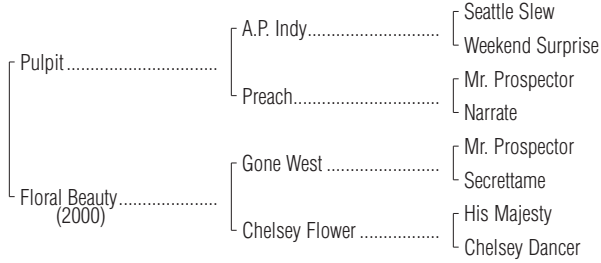 Seattle Slew
A.P. Indy
Weekend Surprise
Pulpit
Mr. Prospector
Preach
Narrate
Mr. Prospector
Gone West
Secrettame
Floral Beauty
(2000)
His Majesty
Chelsey Flower
Chelsey Dancer